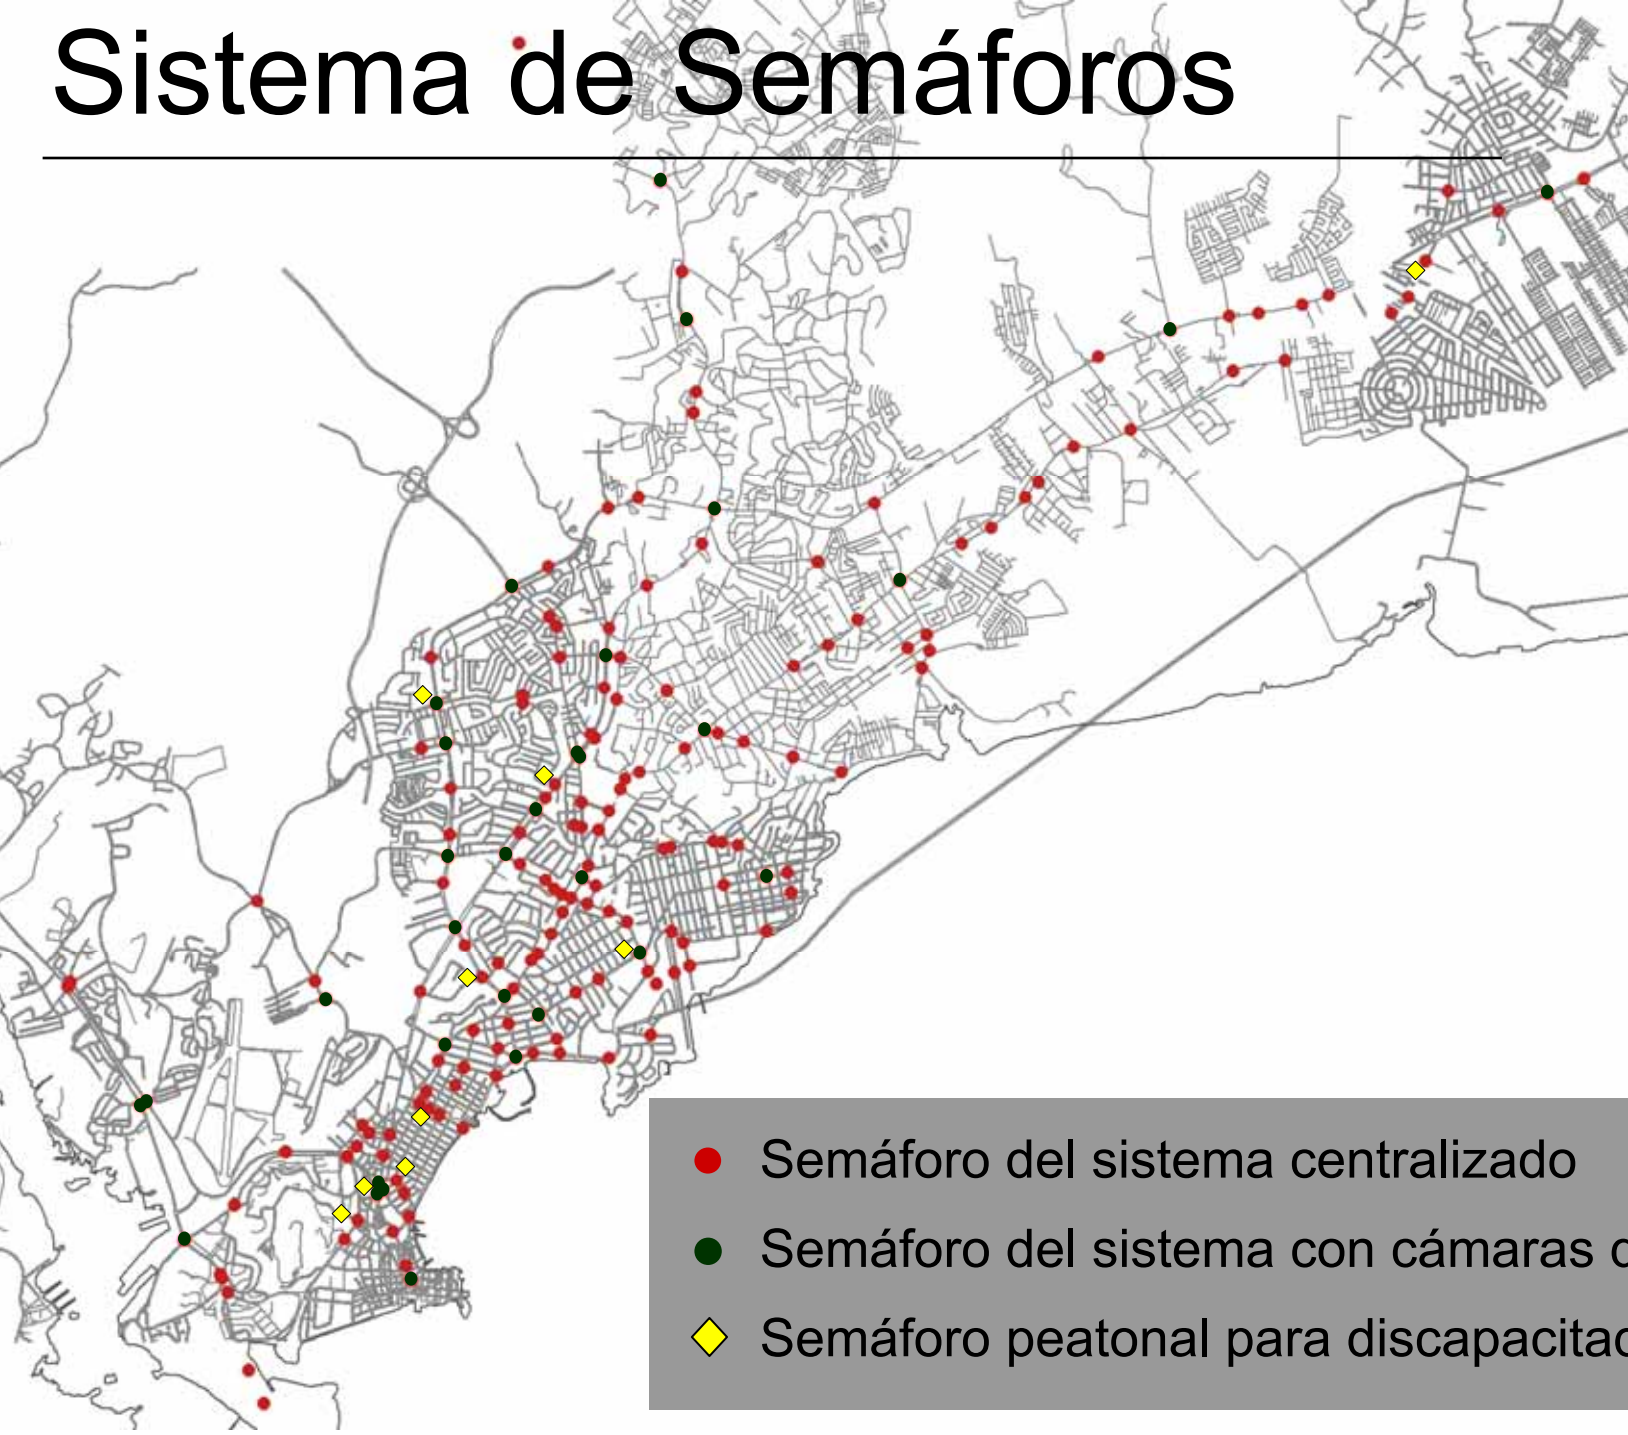 Sistema de Semáforos
Semáforo del sistema centralizado
Semáforo del sistema con cámaras
Semáforo peatonal para